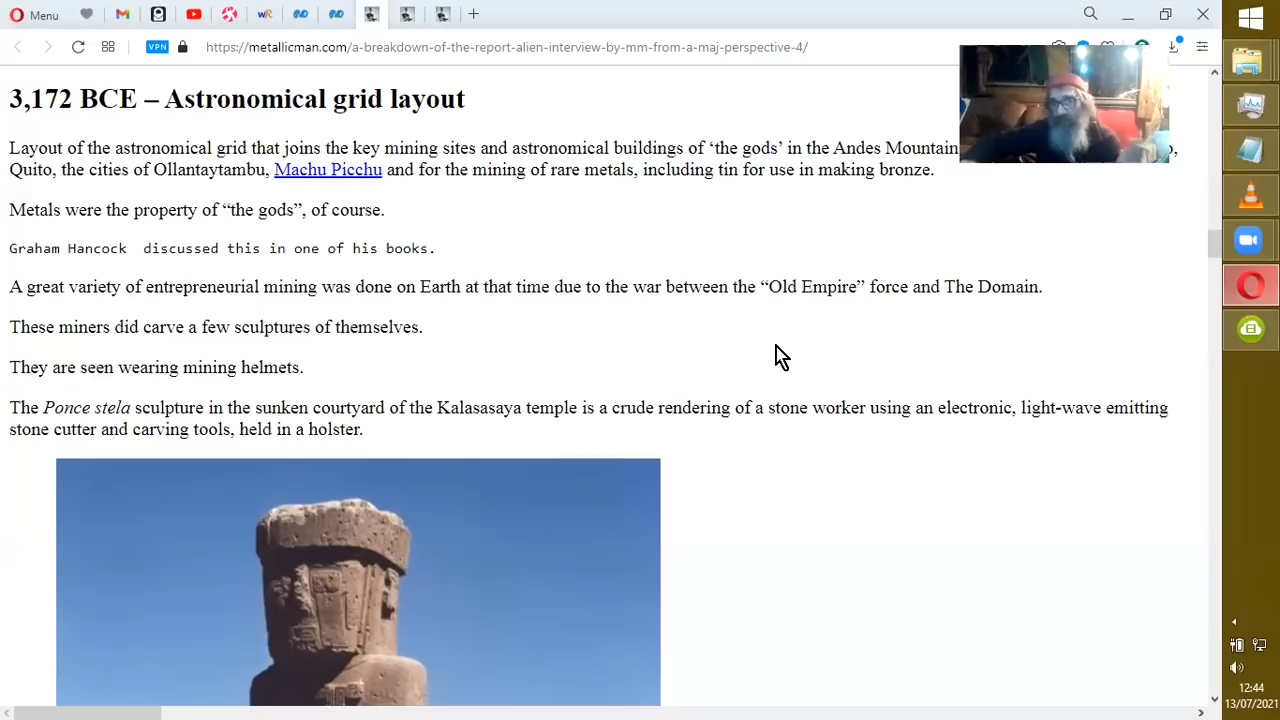 Menu
wR
VPN
https://metallicman.com/a-breakdown-of-the-report-alien-interview-by-mm-from-a-maj-perspective-4/
3,172 BCE – Astronomical grid layout
Layout of the astronomical grid that joins the key mining sites and astronomical buildings of ‘the gods’ in the Andes Mountain
Quito, the cities of Ollantaytambu, Machu Picchu and for the mining of rare metals, including tin for use in making bronze.
Metals were the property of “the gods”, of course.
Graham Hancock discussed this in one of his books.
A great variety of entrepreneurial mining was done on Earth at that time due to the war between the “Old Empire” force and The Domain.
These miners did carve a few sculptures of themselves.
They are seen wearing mining helmets.
The Ponce stela sculpture in the sunken courtyard of the Kalasasaya temple is a crude rendering of a stone worker using an electronic, light-wave emitting
stone cutter and carving tools, held in a holster.
12:44
13/07/2021